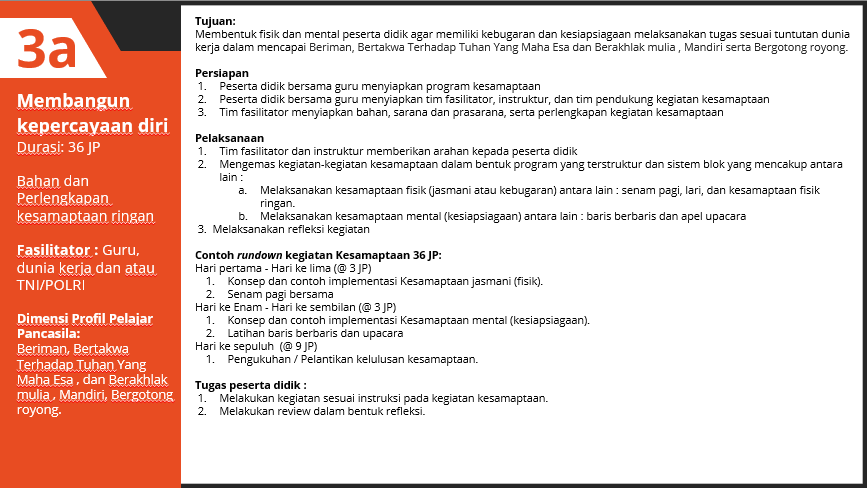 3a
Membangun
kepercayaan diri
Durasi: 36 JP
Bahan dan
Perlengkapan
kesamaptaan ringan
Fasilitator : Guru,
dunia kerja dan atau
TNI/POLRI
Dimensi Profil Pelajar
Pancasila:
Beriman, Bertakwa
Terhadap Tuhan Yang
Maha Esa , dan Berakhlak
mulia , Mandiri, Bergotong
royong.
Tujuan:
Membentuk fisik dan mental peserta didik agar memiliki kebugaran dan kesiapsiagaan melaksanakan tugas sesuai tuntutan dunia
kerja dalam mencapai Beriman, Bertakwa Terhadap Tuhan Yang Maha Esa dan Berakhlak mulia , Mandiri serta Bergotong royong.
Persiapan
1. Peserta didik bersama guru menyiapkan program kesamaptaan
2. Peserta didik bersama guru menyiapkan tim fasilitator, instruktur, dan tim pendukung kegiatan kesamaptaan
3. Tim fasilitator menyiapkan bahan, sarana dan prasarana, serta perlengkapan kegiatan kesamaptaan
Pelaksanaan
1. Tim fasilitator dan instruktur memberikan arahan kepada peserta didik
2. Mengemas kegiatan-kegiatan kesamaptaan dalam bentuk program yang terstruktur dan sistem blok yang mencakup antara
lain :
a. Melaksanakan kesamaptaan fisik (jasmani atau kebugaran) antara lain : senam pagi, lari, dan kesamaptaan fisik
ringan.
b. Melaksanakan kesamaptaan mental (kesiapsiagaan) antara lain : baris berbaris dan apel upacara
3. Melaksanakan refleksi kegiatan
Contoh rundown kegiatan Kesamaptaan 36 JP:
Hari pertama - Hari ke lima (@ 3 JP)
1. Konsep dan contoh implementasi Kesamaptaan jasmani (fisik).
2. Senam pagi bersama
Hari ke Enam - Hari ke sembilan (@ 3 JP)
1. Konsep dan contoh implementasi Kesamaptaan mental (kesiapsiagaan).
2. Latihan baris berbaris dan upacara
Hari ke sepuluh (@ 9 JP)
1. Pengukuhan / Pelantikan kelulusan kesamaptaan.
Tugas peserta didik :
1. Melakukan kegiatan sesuai instruksi pada kegiatan kesamaptaan.
2. Melakukan review dalam bentuk refleksi.